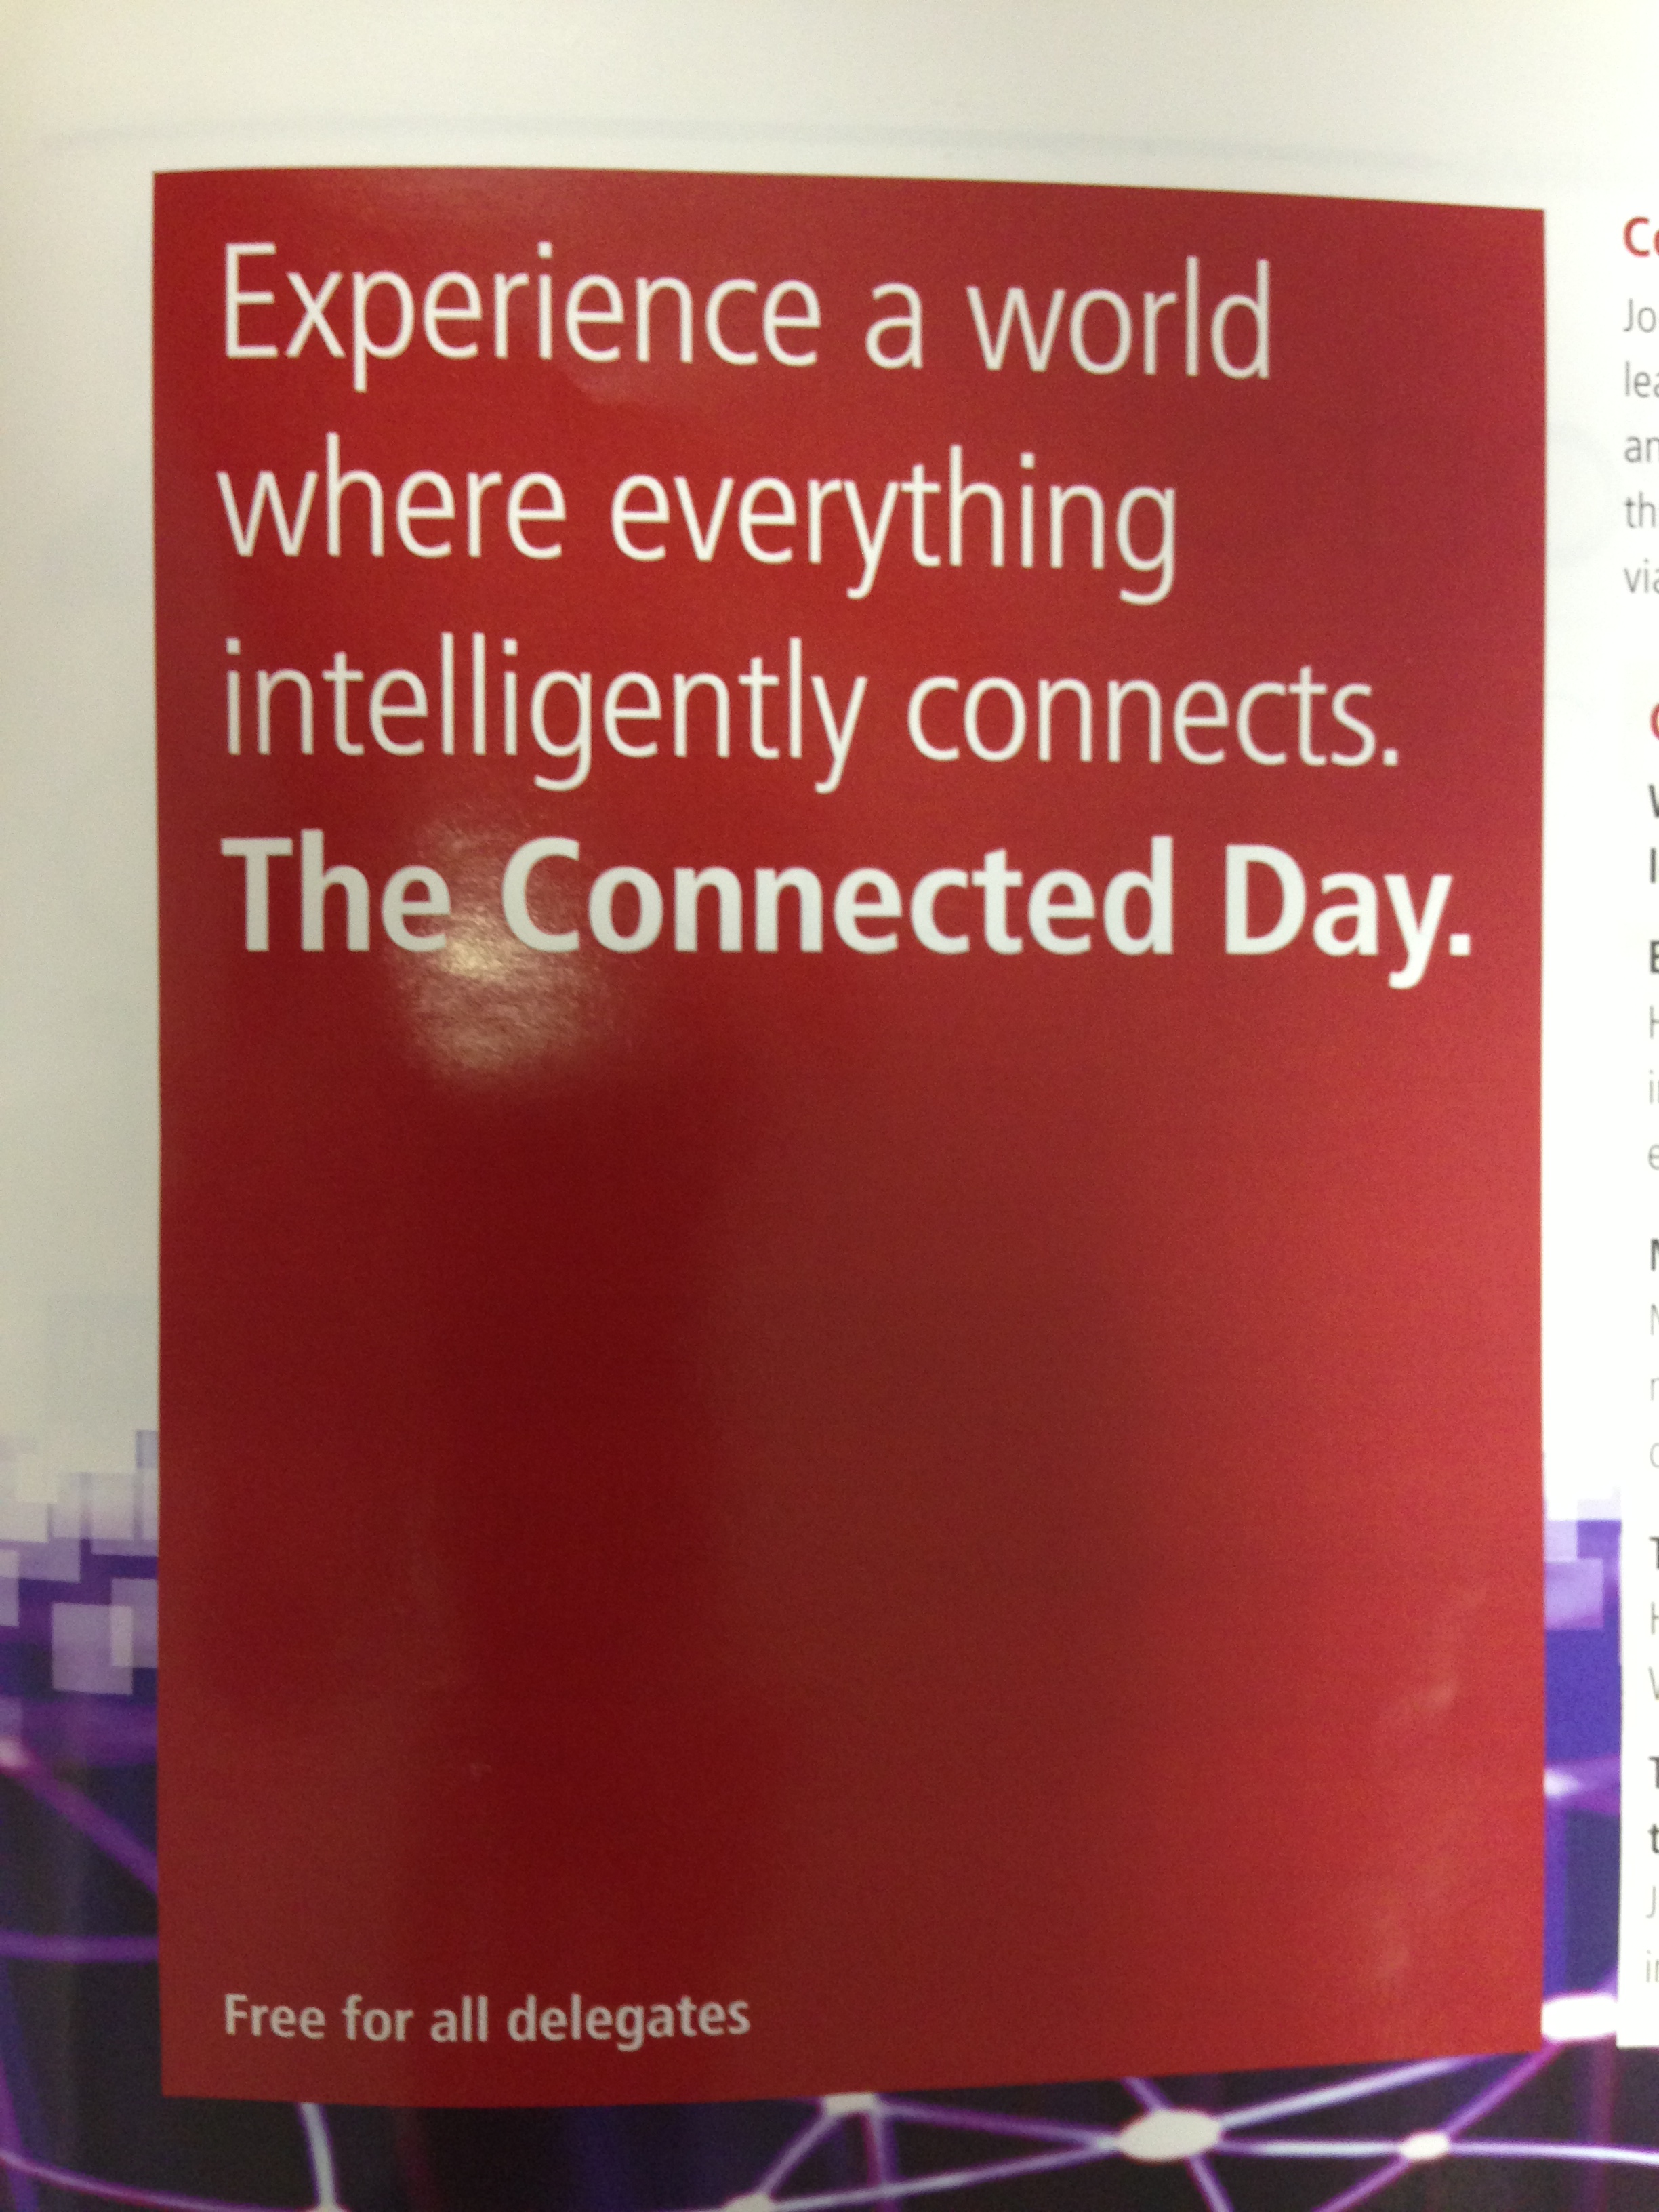 Experience a world
where everything
intelligently connects.
The Connected Day.
Free for all delegates